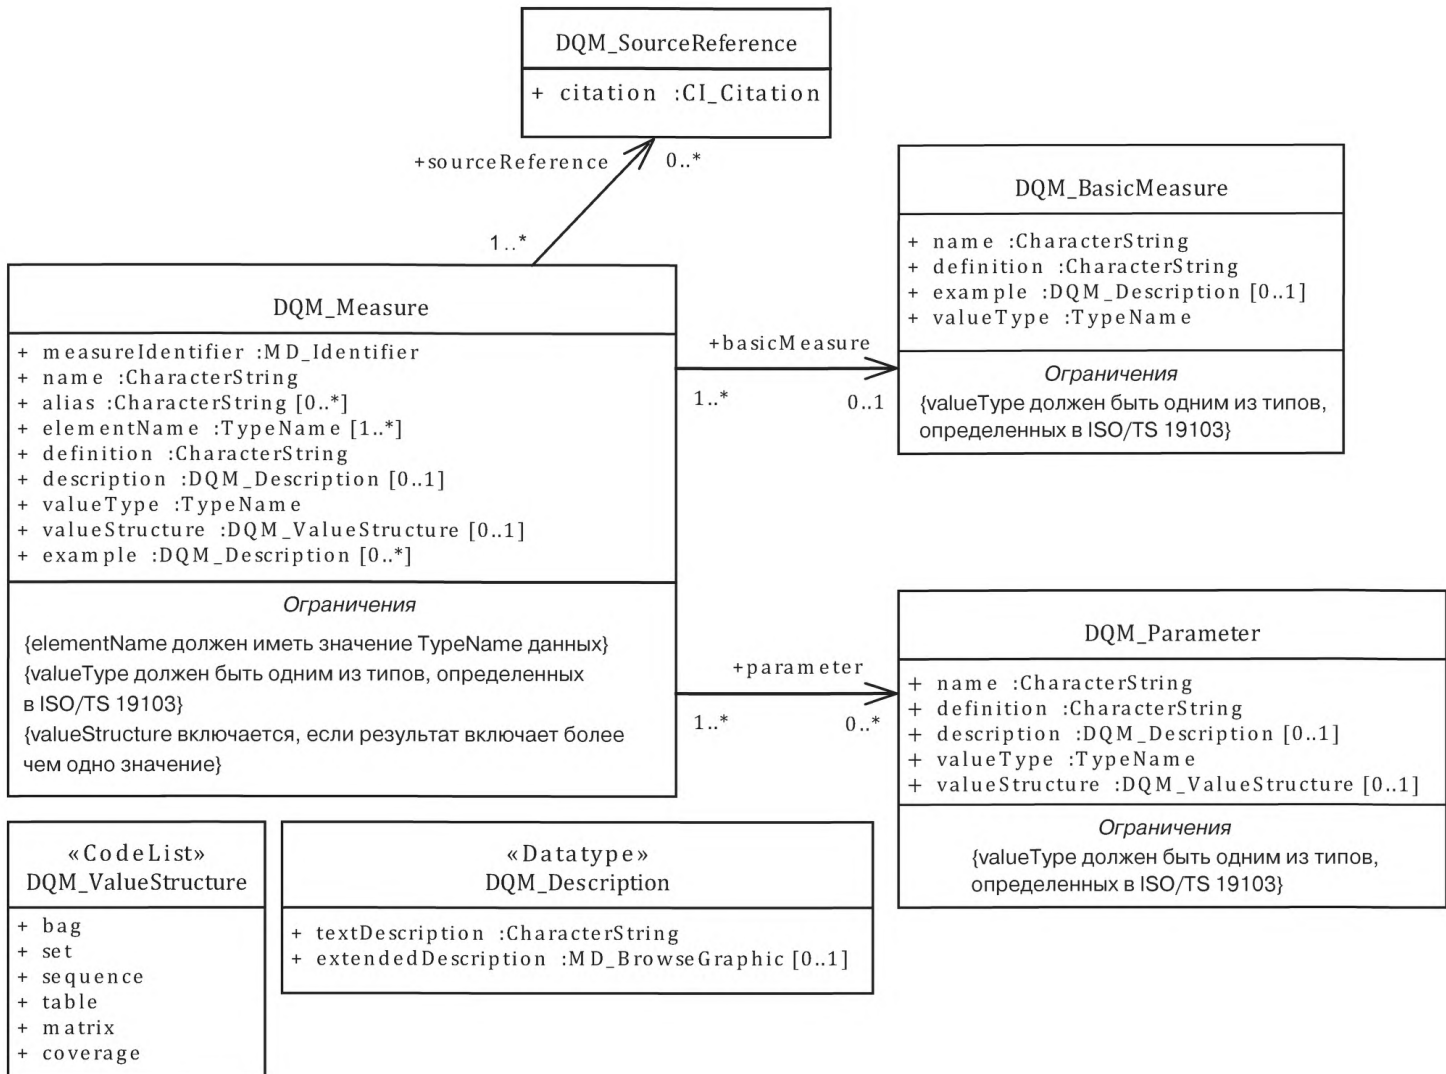 DQM_SourceReference
+ citation :CI_Citation
+sourceReference
0..*
1..*
DQM_BasicMeasure
+ name :CharacterString
+ definition :CharacterString
+ example :DQM_Description [0..1]
+ valueType :TypeName
Ограничения
{valueType должен быть одним из типов,
определенных в ISO/TS 19103}
DQM_Measure
+ measureIdentifier :MD_Identifier
+ name :CharacterString
+ alias :CharacterString [0..*]
+ elementName :TypeName [1..*]
+ definition :CharacterString
+ description :DQM_Description [0..1]
+ valueType :TypeName
+ valueStructure :DQM_ValueStructure [0..1]
+ example :DQM_Description [0..*]
Ограничения
{elementName должен иметь значение TypeName данных}
{valueType должен быть одним из типов, определенных
в ISO/TS 19103}
{valueStructure включается, если результат включает более
чем одно значение}
+basicMeasure
1..*
0..1
+parameter
1..*
0..*
DQM_Parameter
+ name :CharacterString
+ definition :CharacterString
+ description :DQM_Description [0..1]
+ valueType :TypeName
+ valueStructure :DQM_ValueStructure [0..1]
Ограничения
{valueType должен быть одним из типов,
определенных в ISO/TS 19103}
«CodeList»
DQM_ValueStructure
+ bag
+ set
+ sequence
+ table
+ matrix
+ coverage
«Datatype»
DQM_Description
+ textDescription :CharacterString
+ extendedDescription :MD_BrowseGraphic [0..1]